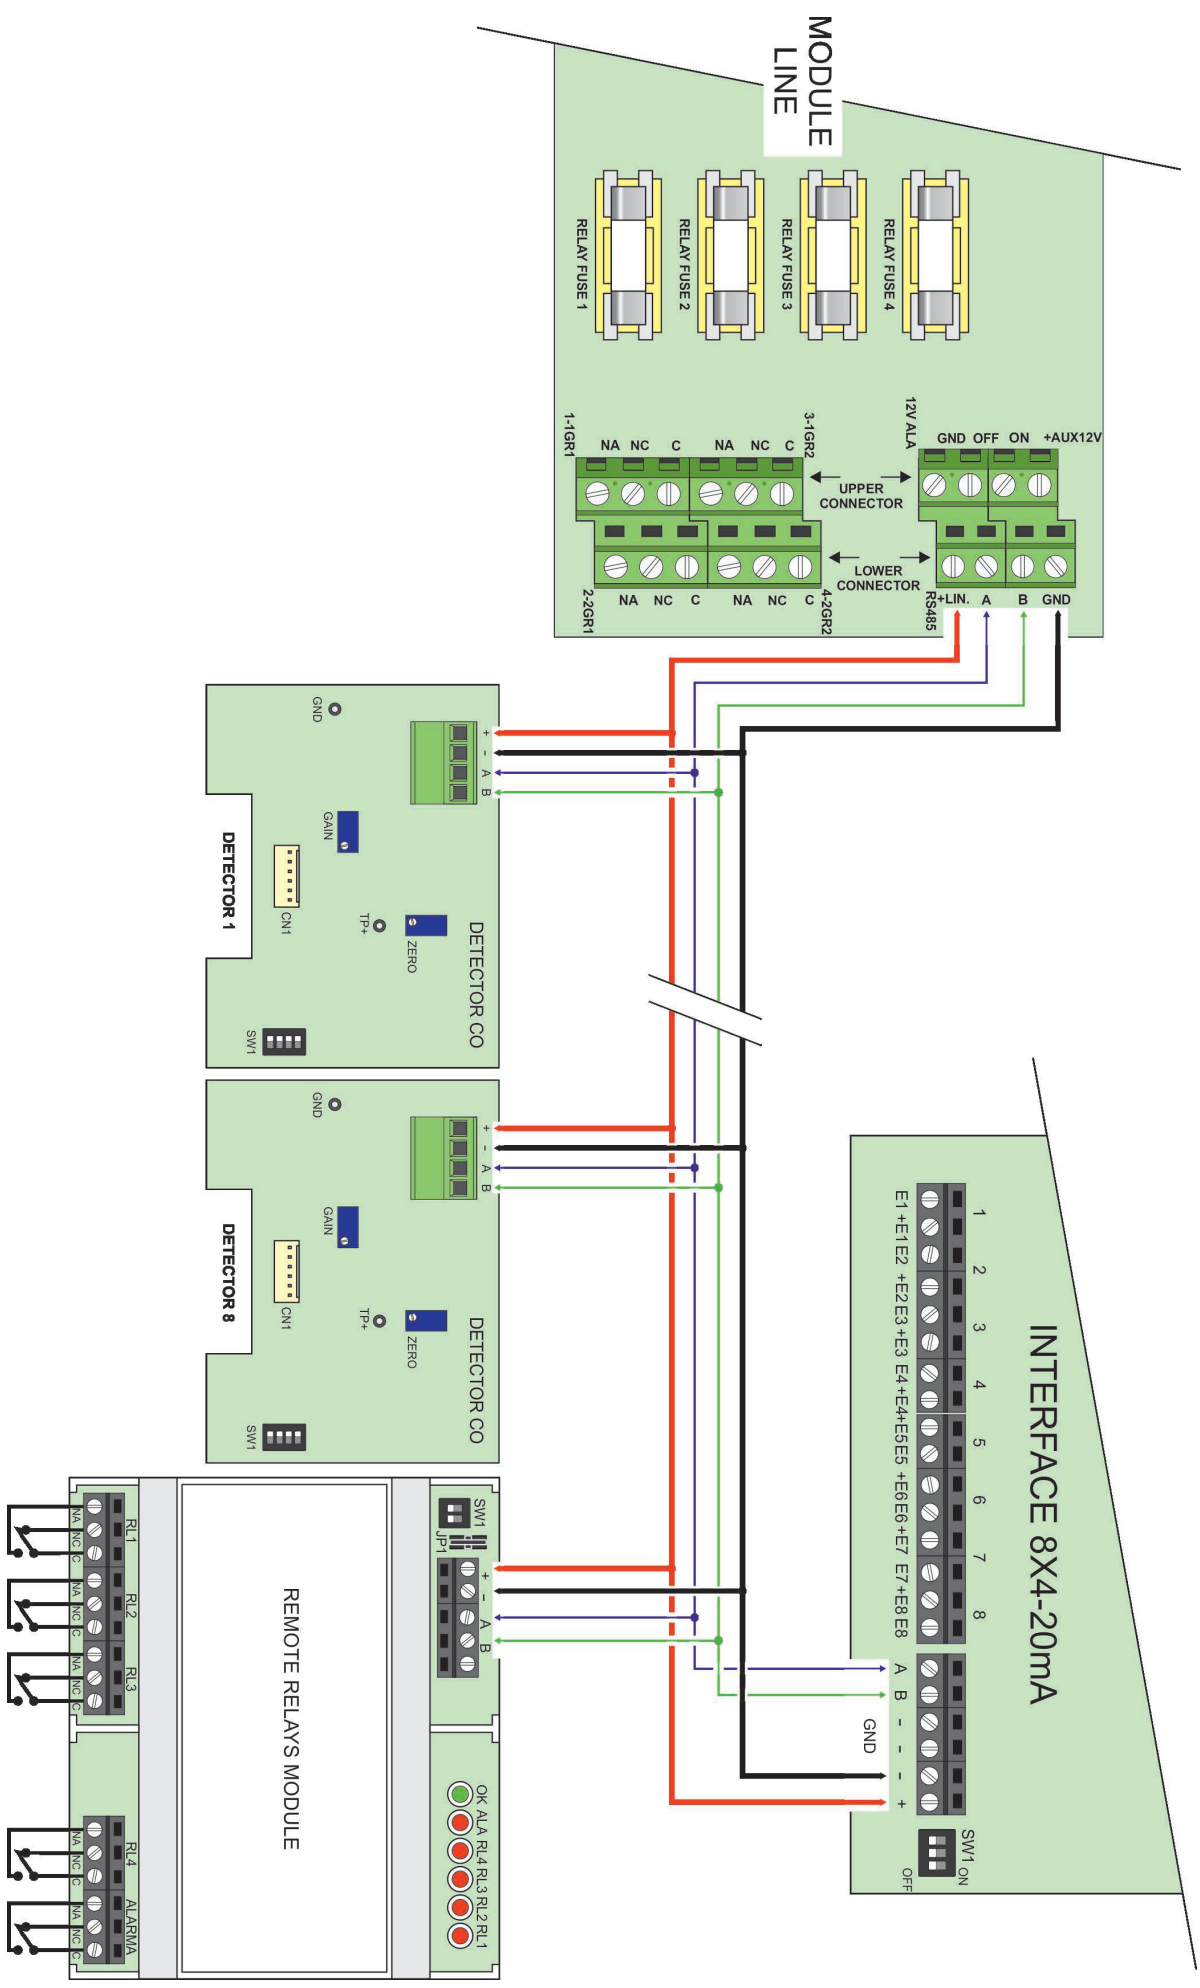 MODULE
LINE
RELAY FUSE 1
RELAY FUSE 2
RELAY FUSE 3
RELAY FUSE 4
1-1GR1
NA NC C NA NC C
3-1GR2
12V ALA
GND OFF ON +AUX12V
UPPER
CONNECTOR
LOWER
CONNECTOR
2-2GR1
NA NC C NA NC C
4-2GR2
RS485
+LIN. A B GND
GND
+ - A B
GAIN
CN1
TP+
ZERO
DETECTOR CO
SW1
DETECTOR 1
GND
+ - A B
GAIN
CN1
TP+
ZERO
DETECTOR CO
SW1
DETECTOR 8
INTERFACE 8X4-20mA
1 2 3 4 5 6 7 8
E1 +E1 E2 +E2 E3 +E3 E4 +E4 +E5 E5 +E6 E6 +E7 E7 +E8 E8
A B - - - +
GND
SW1
ON
OFF
SW1
JP1
+ - A B
REMOTE RELAYS MODULE
OK ALA RL4 RL3 RL2 RL1
RL1 RL2 RL3
NA NC C NA NC C NA NC C
RL4 ALARMA
NA NC C NA NC C